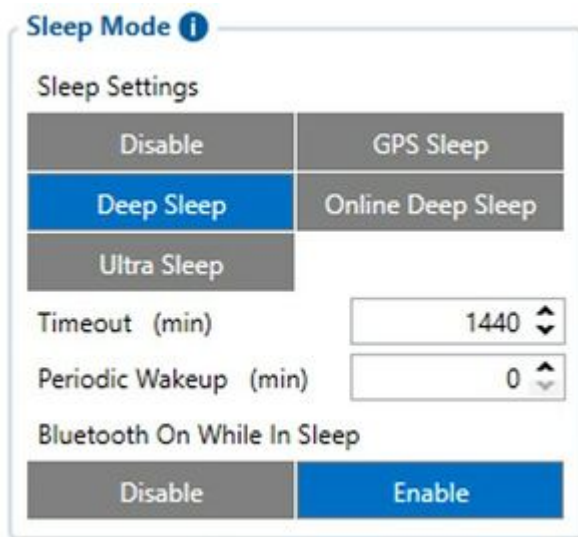 Sleep Mode i
Sleep Settings
Disable GPS Sleep
Deep Sleep Online Deep Sleep
Ultra Sleep
Timeout (min) 1440
Periodic Wakeup (min) 0
Bluetooth On While In Sleep
Disable Enable